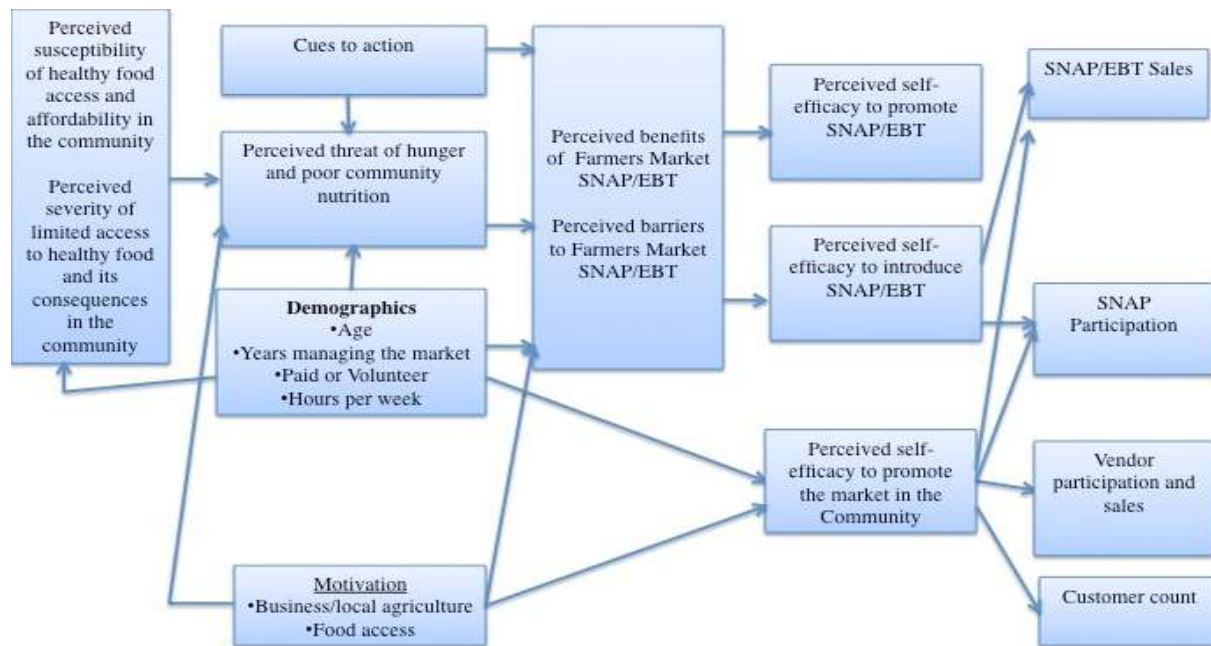 Perceived
susceptibility
of healthy food
access and
affordability in
the community
Perceived
severity of
limited access
to healthy food
and its
consequences
in the
community
Cues to action
Perceived threat of hunger
and poor community
nutrition
Demographics
•Age
•Years managing the market
•Paid or Volunteer
•Hours per week
Motivation
•Business/local agriculture
•Food access
Perceived benefits
of Farmers Market
SNAP/EBT
Perceived barriers
to Farmers Market
SNAP/EBT
Perceived self-
efficacy to promote
SNAP/EBT
Perceived self-
efficacy to introduce
SNAP/EBT
Perceived self-
efficacy to promote
the market in the
Community
SNAP/EBT Sales
SNAP
Participation
Vendor
participation and
sales
Customer count